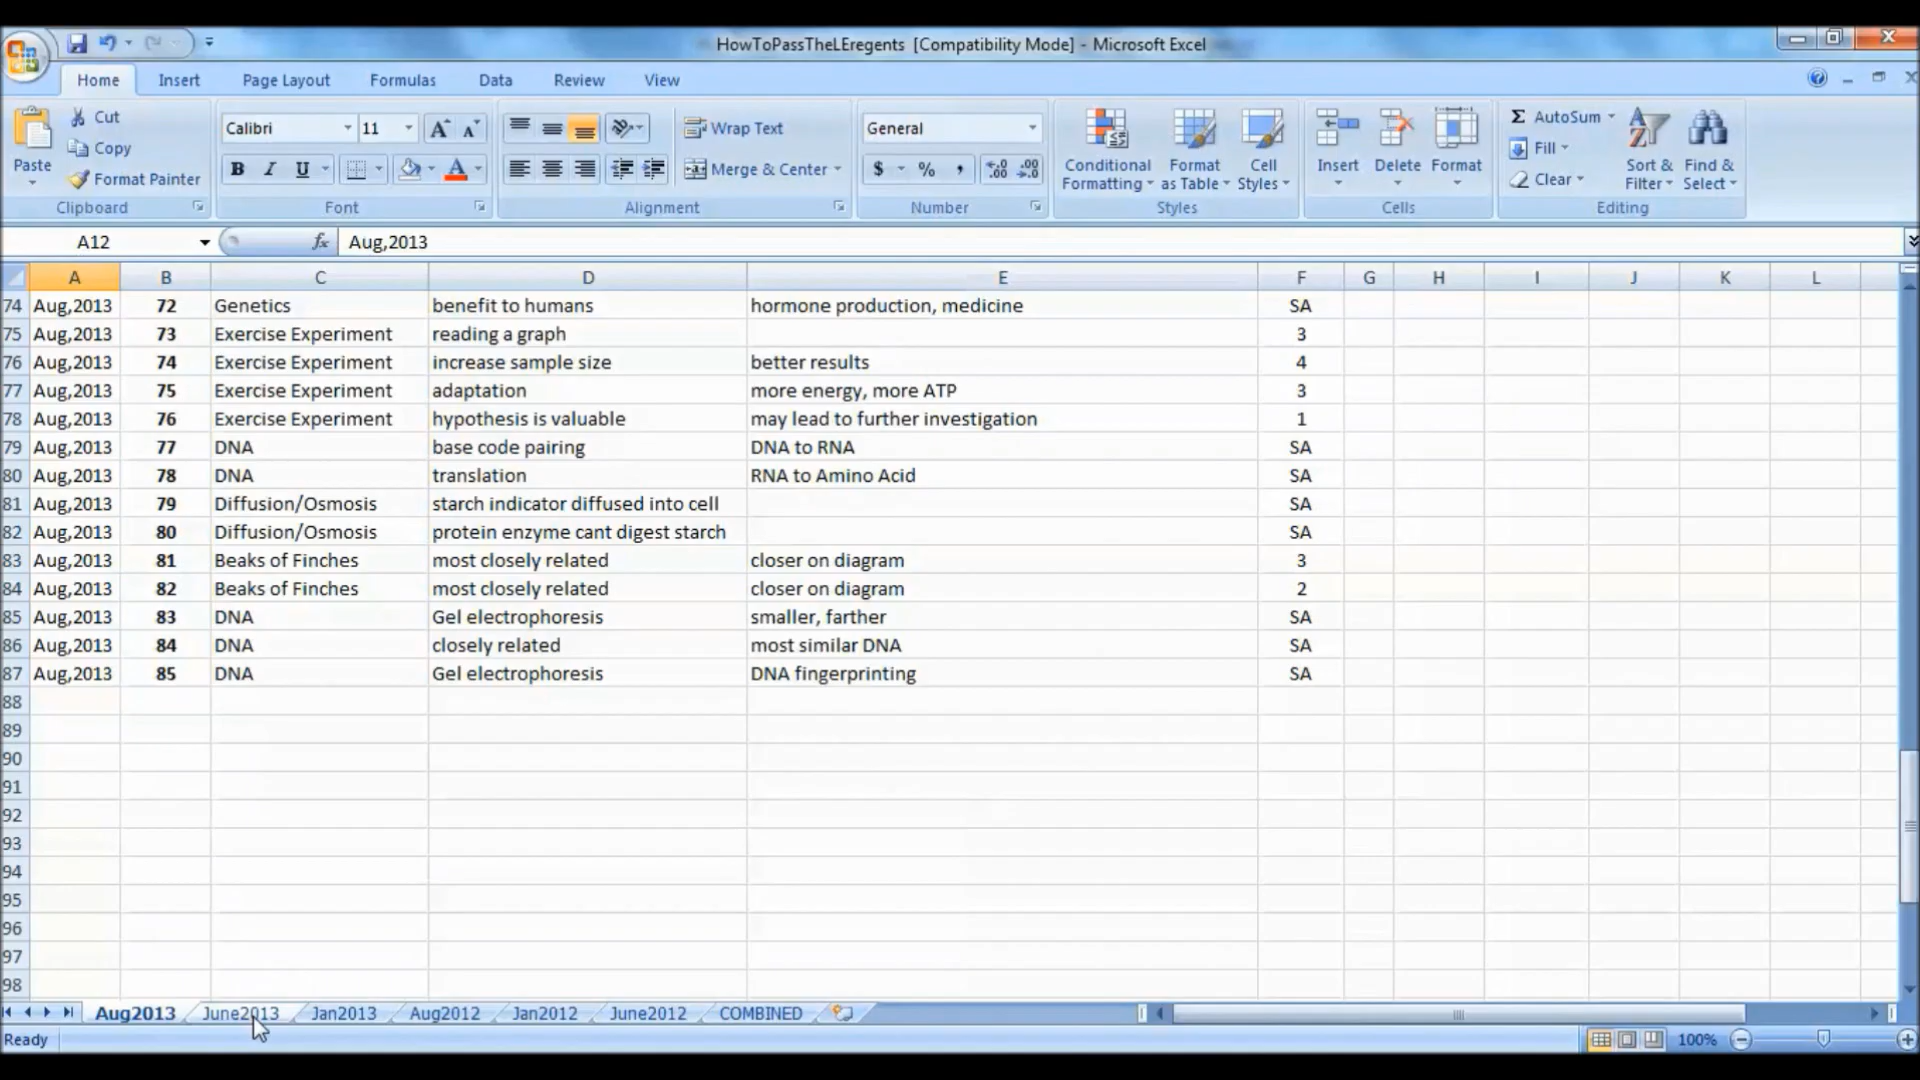 HowToPassTheLEregents [Compatibility Mode] - Microsoft Excel
Home Insert Page Layout Formulas Data Review View
Paste Cut Copy Format Painter Clipboard
Calibri 11 A A B I U A Font
Wrap Text Merge & Center Alignment
General $ % , .00 .00 Number
Conditional Formatting Format as Table Cell Styles Styles
Insert Delete Format Cells
Σ AutoSum Fill Clear Sort & Filter Find & Select Editing
A12 fx Aug,2013
A B C D E F G H I J K L
74 Aug,2013 72 Genetics benefit to humans hormone production, medicine SA
75 Aug,2013 73 Exercise Experiment reading a graph 3
76 Aug,2013 74 Exercise Experiment increase sample size better results 4
77 Aug,2013 75 Exercise Experiment adaptation more energy, more ATP 3
78 Aug,2013 76 Exercise Experiment hypothesis is valuable may lead to further investigation 1
79 Aug,2013 77 DNA base code pairing DNA to RNA SA
80 Aug,2013 78 DNA translation RNA to Amino Acid SA
81 Aug,2013 79 Diffusion/Osmosis starch indicator diffused into cell SA
82 Aug,2013 80 Diffusion/Osmosis protein enzyme cant digest starch SA
83 Aug,2013 81 Beaks of Finches most closely related closer on diagram 3
84 Aug,2013 82 Beaks of Finches most closely related closer on diagram 2
85 Aug,2013 83 DNA Gel electrophoresis smaller, farther SA
86 Aug,2013 84 DNA closely related most similar DNA SA
87 Aug,2013 85 DNA Gel electrophoresis DNA fingerprinting SA
88
89
90
91
92
93
94
95
96
97
98
Aug2013 June2013 Jan2013 Aug2012 Jan2012 June2012 COMBINED
Ready 100%